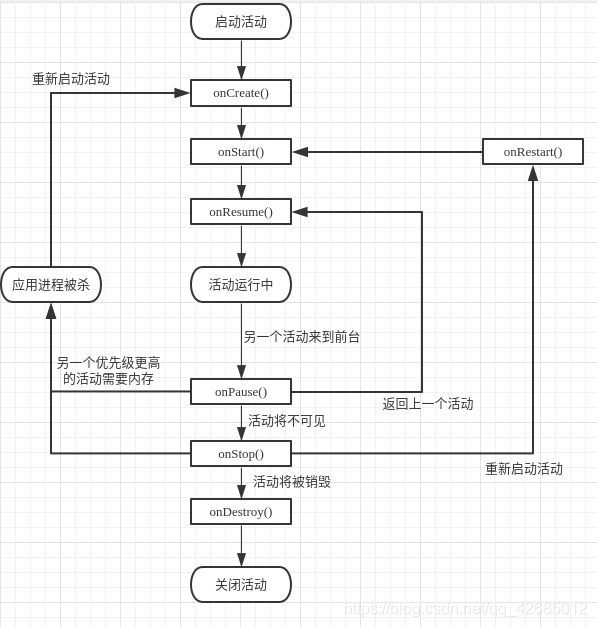 启动活动
重新启动活动
onCreate()
onStart()
onRestart()
onResume()
应用进程被杀
活动运行中
另一个活动来到前台
另一个优先级更高
的活动需要内存
onPause()
返回上一个活动
活动将不可见
onStop()
重新启动活动
活动将被销毁
onDestroy()
关闭活动
https://blog.csdn.net/qq_42685012